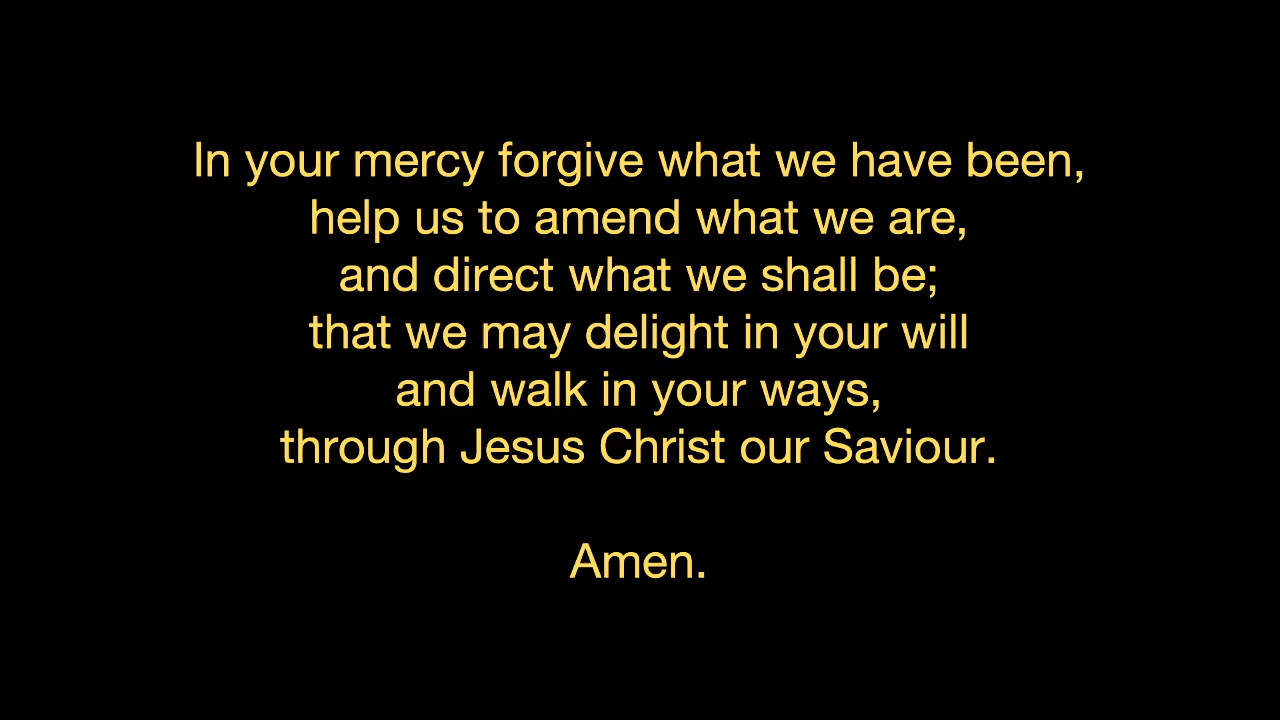 In your mercy forgive what we have been,
help us to amend what we are,
and direct what we shall be;
that we may delight in your will
and walk in your ways,
through Jesus Christ our Saviour.
Amen.